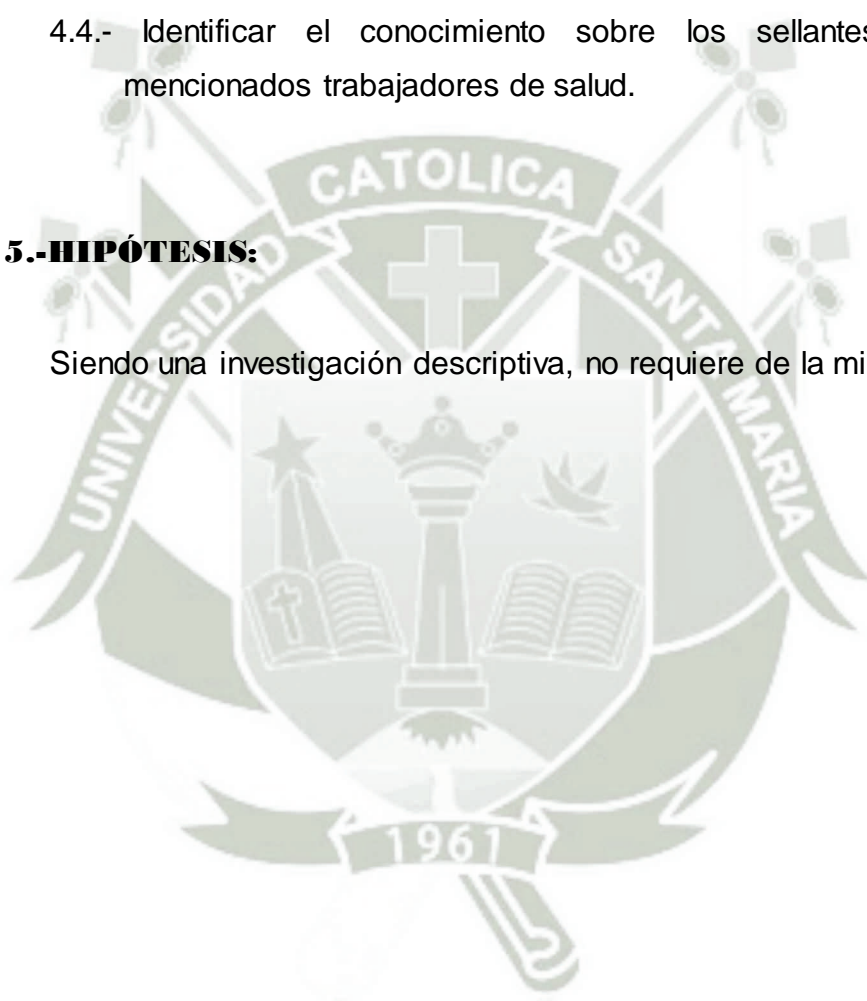 4.4.- Identificar el conocimiento sobre los sellantes
mencionados trabajadores de salud.
CATOLICA
5.-HIPÓTESIS:
UNIVERSIDAD
SANTA MARIA
Siendo una investigación descriptiva, no requiere de la mi
1961